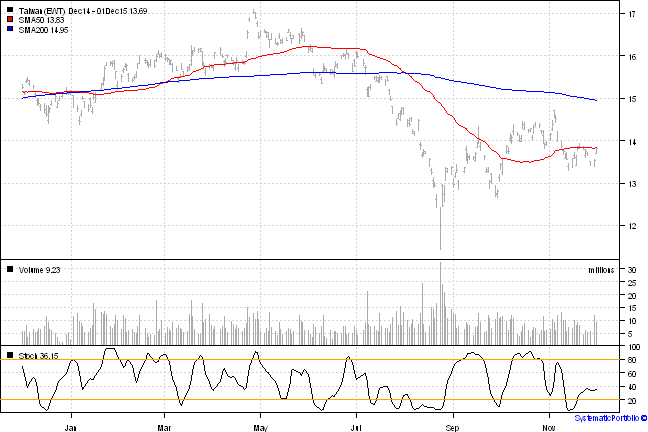 Taiwan (EWT) Dec14 - 01Dec15 13.69
SMA50 13.83
SMA200 14.95
17
16
15
14
13
12
Volume 9.23
millions
30
25
20
15
10
5
Stoch 36.15
100
80
60
40
20
Jan Mar May Jul Sep Nov
SystematicPortfolio ©